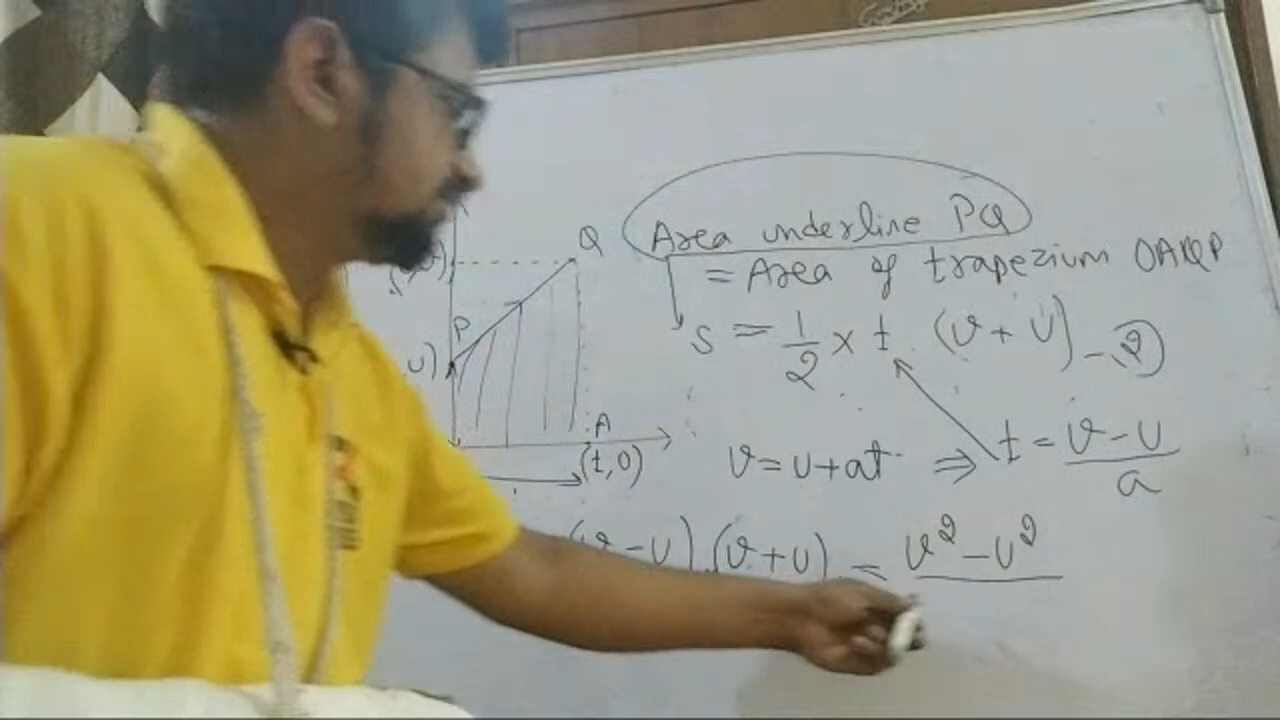 Area underline PQ
= Area of trapezium OAQP
Q
P
U)
A
(t,0)
S = 1/2 × t (v + U) - ②
v = U + at ⇒ t = v - U / a
(v - U) . (v + U) = v² - U²